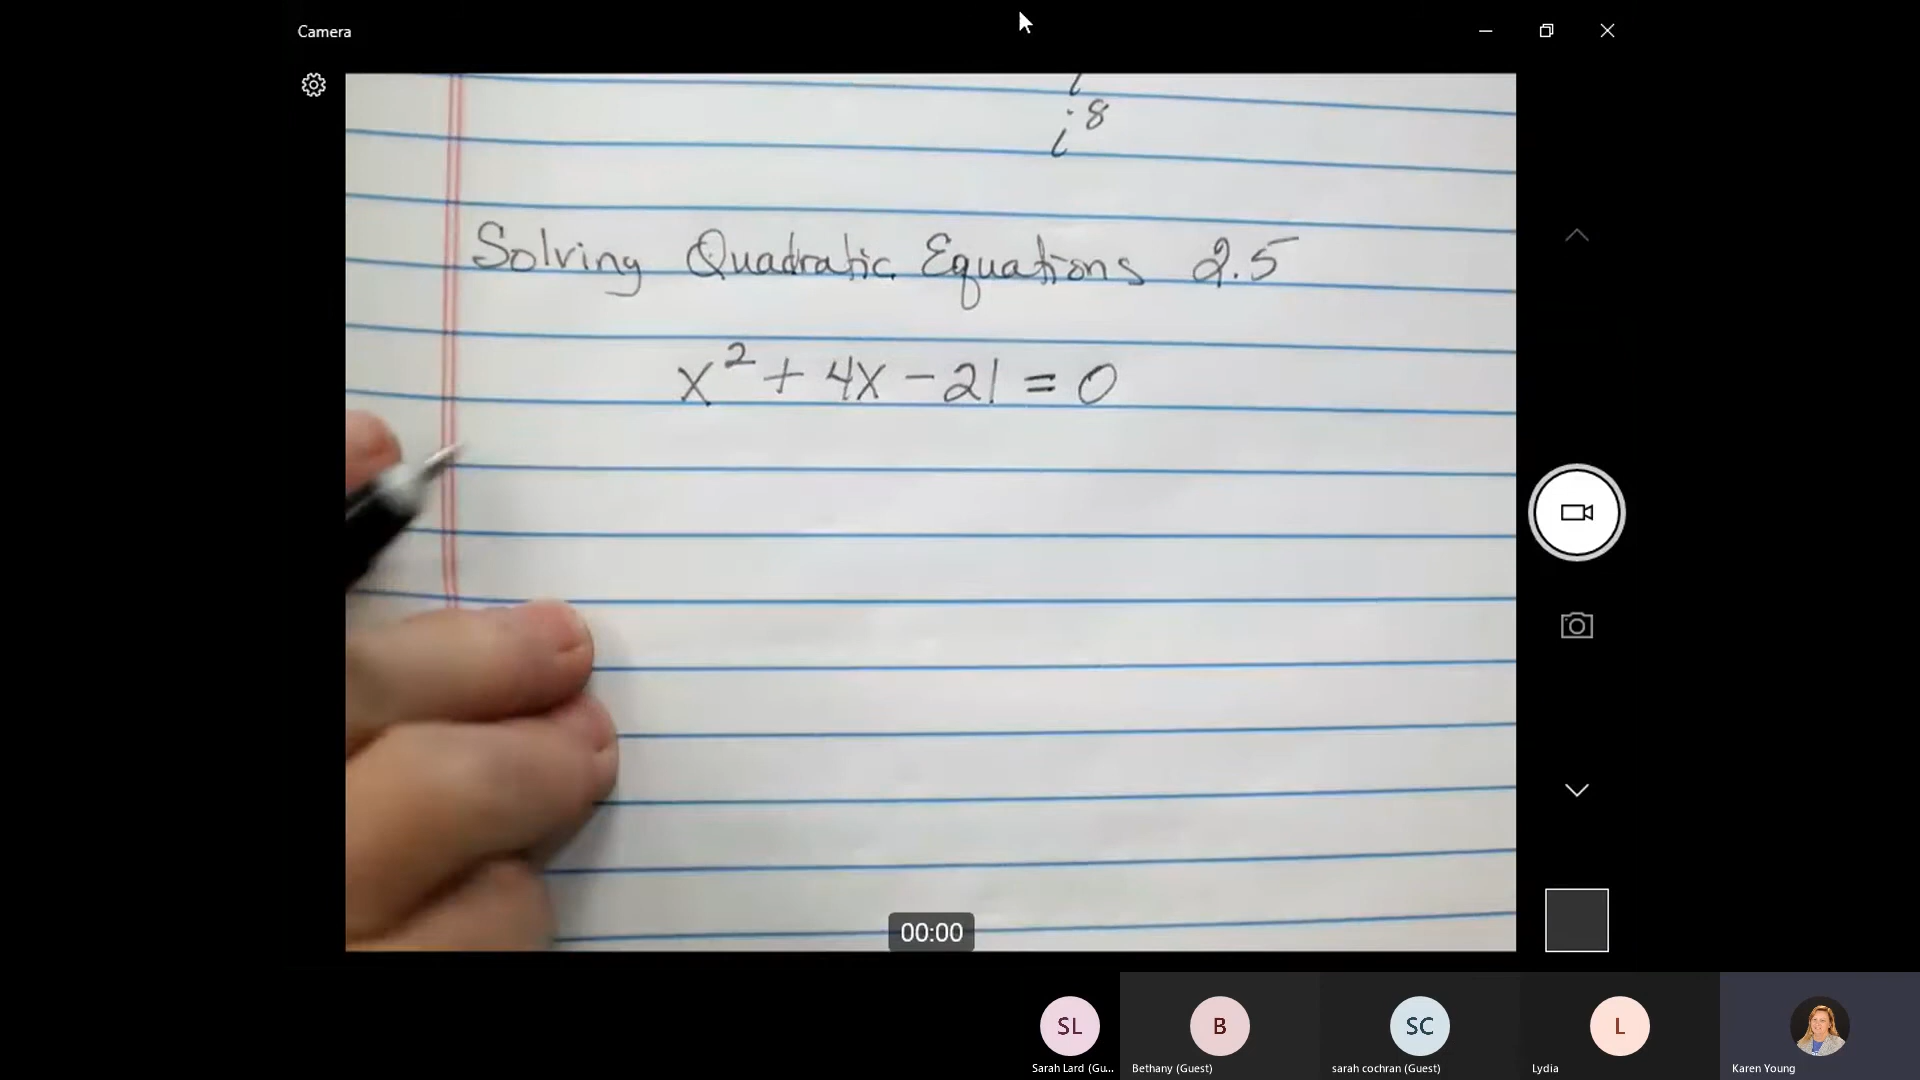 Camera
i
i⁸
Solving Quadratic Equations 2.5
x² + 4x - 21 = 0
00:00
SL
B
SC
L
Sarah Lard (Gu...
Bethany (Guest)
sarah cochran (Guest)
Lydia
Karen Young